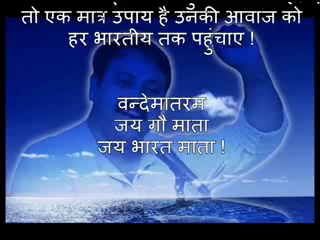 तो एक मात्र उपाय है उनकी आवाज को
हर भारतीय तक पहुंचाए !
वन्देमातरम
जय गौ माता
जय भारत माता !